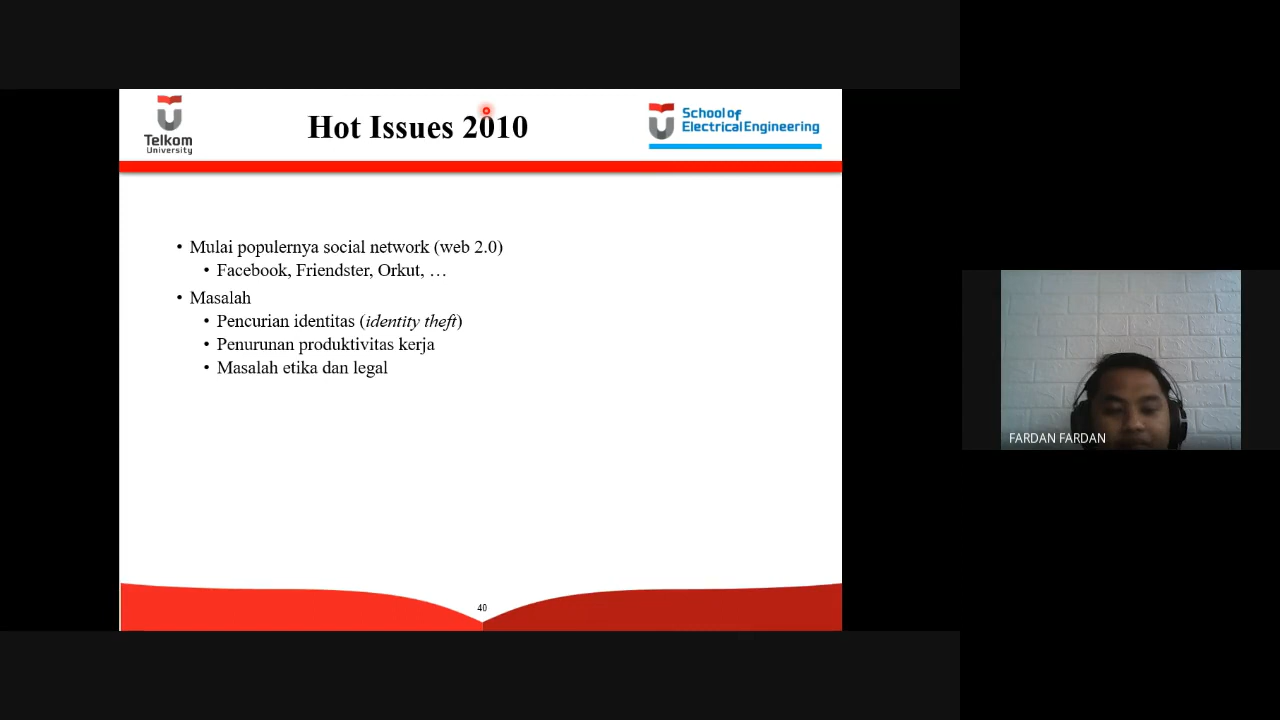 Telkom
University
Hot Issues 2010
School of
Electrical Engineering
• Mulai populernya social network (web 2.0)
• Facebook, Friendster, Orkut, …
• Masalah
• Pencurian identitas (identity theft)
• Penurunan produktivitas kerja
• Masalah etika dan legal
40
FARDAN FARDAN